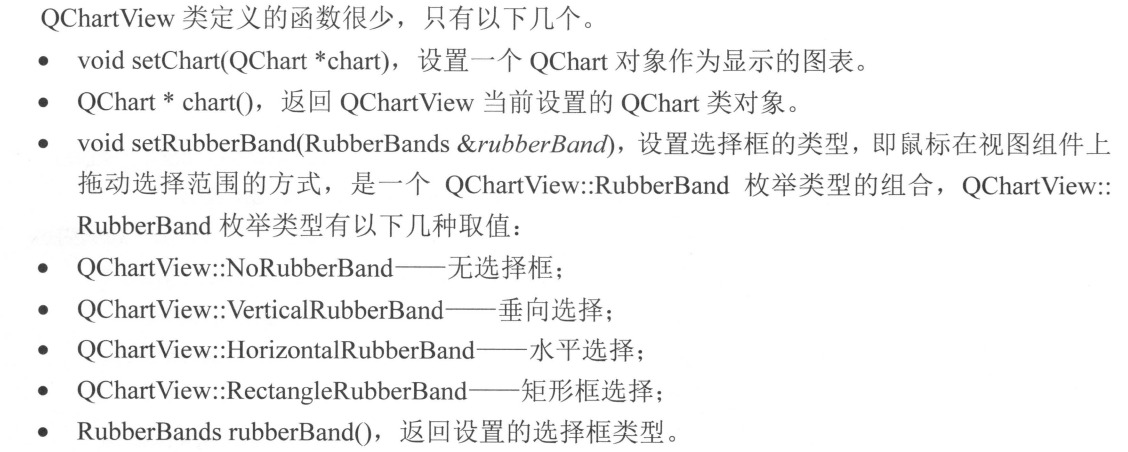 QChartView 类定义的函数很少，只有以下几个。
● void setChart(QChart *chart)，设置一个 QChart 对象作为显示的图表。
● QChart * chart()，返回 QChartView 当前设置的 QChart 类对象。
● void setRubberBand(RubberBands &rubberBand)，设置选择框的类型，即鼠标在视图组件上
拖动选择范围的方式，是一个 QChartView::RubberBand 枚举类型的组合，QChartView::
RubberBand 枚举类型有以下几种取值：
● QChartView::NoRubberBand——无选择框；
● QChartView::VerticalRubberBand——垂向选择；
● QChartView::HorizontalRubberBand——水平选择；
● QChartView::RectangleRubberBand——矩形框选择；
● RubberBands rubberBand()，返回设置的选择框类型。